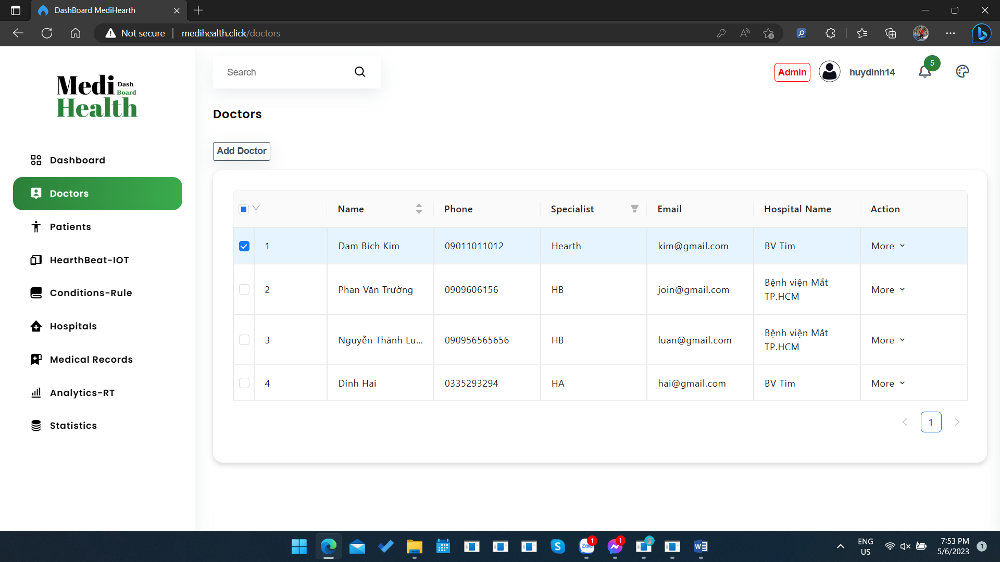 DashBoard MediHearth
Not secure
medihealth.click/doctors
Medi Dash
Board
Health
Search
Admin
huydinh14
5
Doctors
Add Doctor
Dashboard
Doctors
Patients
HearthBeat-IOT
Conditions-Rule
Hospitals
Medical Records
Analytics-RT
Statistics
Name Phone Specialist Email Hospital Name Action
1 Dam Bich Kim 09011011012 Hearth kim@gmail.com BV Tim More
2 Phan Văn Trường 0909606156 HB join@gmail.com Bệnh viện Mắt TP.HCM More
3 Nguyễn Thành Lu... 090956565656 HB luan@gmail.com Bệnh viện Mắt TP.HCM More
4 Dinh Hai 0335293294 HA hai@gmail.com BV Tim More
1
Zalo
1
1
ENG
US
7:53 PM
5/6/2023
1